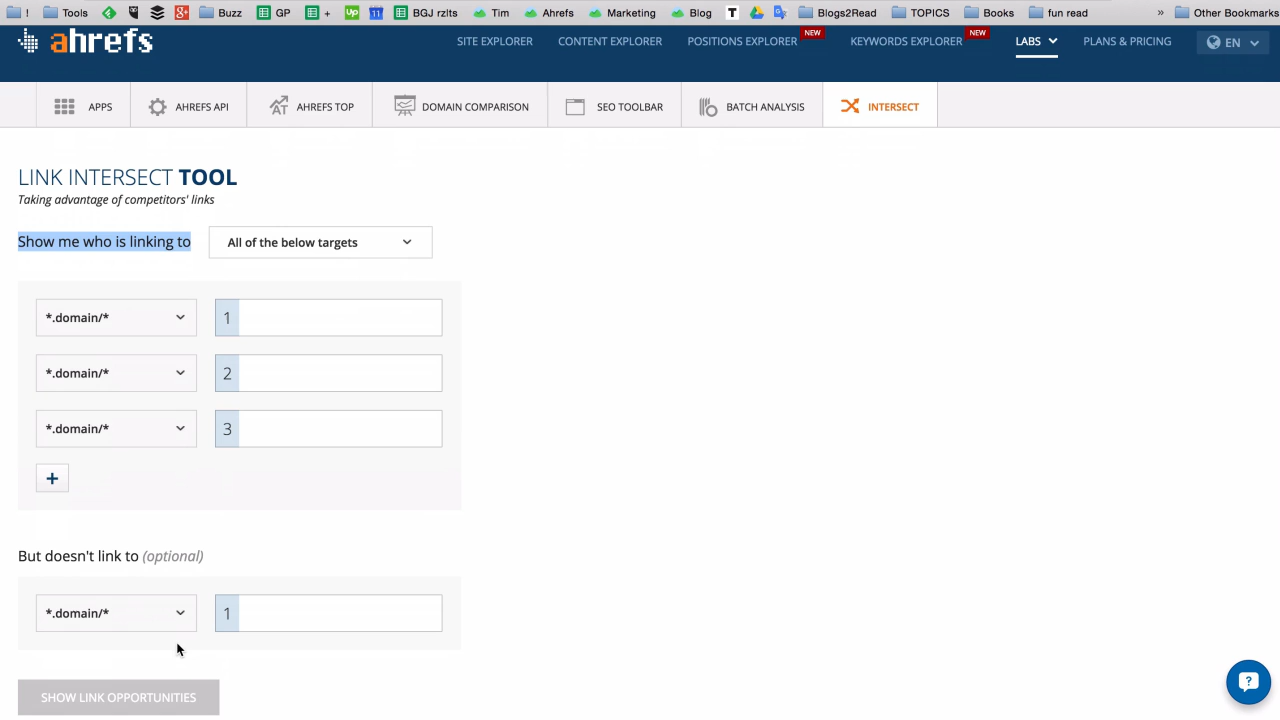 ! Tools Buzz GP + up 11 BGJ rzlts Tim Ahrefs Marketing Blog T Blogs2Read TOPICS Books fun read » Other Bookmarks
ahrefs SITE EXPLORER CONTENT EXPLORER POSITIONS EXPLORER NEW KEYWORDS EXPLORER NEW LABS PLANS & PRICING EN
APPS AHREFS API AHREFS TOP DOMAIN COMPARISON SEO TOOLBAR BATCH ANALYSIS INTERSECT
LINK INTERSECT TOOL
Taking advantage of competitors' links
Show me who is linking to All of the below targets
*.domain/* 1
*.domain/* 2
*.domain/* 3
+
But doesn't link to (optional)
*.domain/* 1
SHOW LINK OPPORTUNITIES
?